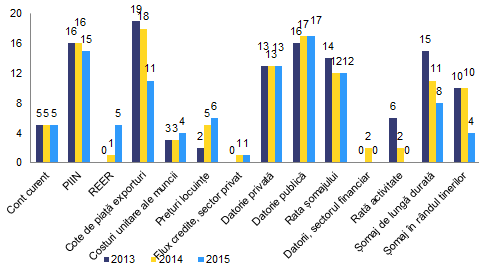 20
16
12
8
4
0
5 5 5
16 16 15
0 1 5
19 18 11
3 3 4
2 5 6
0 1 1
13 13 13
16 17 17
14 12 12
0 2 0
6 2 0
15 11 8
10 10 4
Cont curent
PIIN
REER
Cote de piață exporturi
Costuri unitare ale muncii
Prețuri locuințe
Flux credite, sector privat
Datorie privată
Datorie publică
Rata șomajului
Datorii, sectorul financiar
Rată activitate
Șomaj de lungă durată
Șomaj în rândul tinerilor
2013 2014 2015